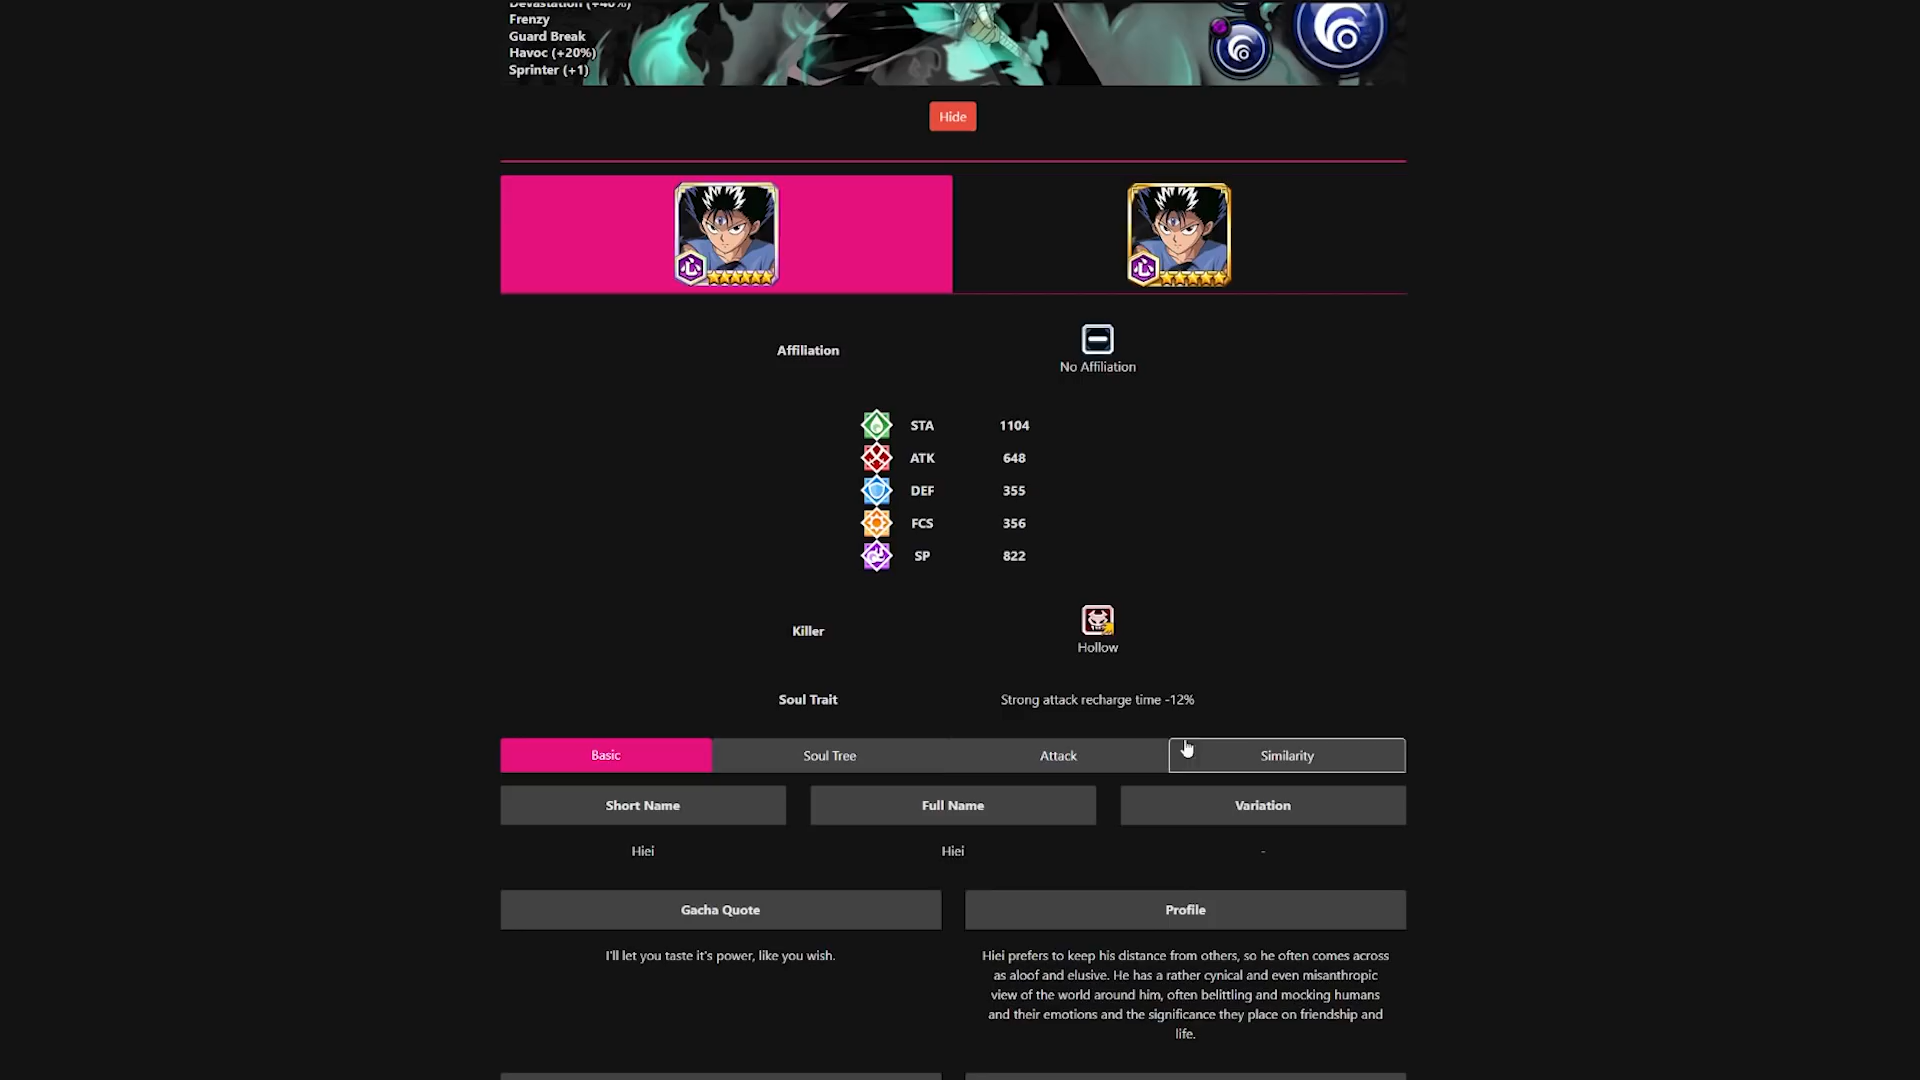 Devastation (+40%)
Frenzy
Guard Break
Havoc (+20%)
Sprinter (+1)
Hide
Affiliation
No Affiliation
STA 1104
ATK 648
DEF 355
FCS 356
SP 822
Killer
Hollow
Soul Trait
Strong attack recharge time -12%
Basic
Soul Tree
Attack
Similarity
Short Name
Full Name
Variation
Hiei
Hiei
-
Gacha Quote
Profile
I'll let you taste it's power, like you wish.
Hiei prefers to keep his distance from others, so he often comes across
as aloof and elusive. He has a rather cynical and even misanthropic
view of the world around him, often belittling and mocking humans
and their emotions and the significance they place on friendship and
life.